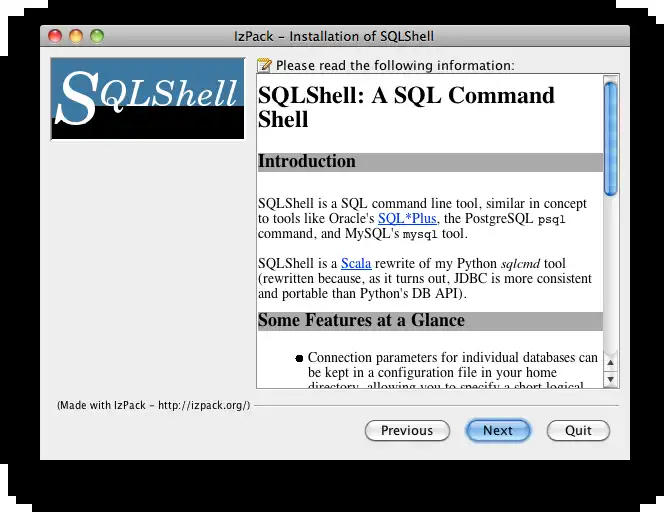 IzPack - Installation of SQLShell
SQLShell
Please read the following information:
SQLShell: A SQL Command
Shell
Introduction
SQLShell is a SQL command line tool, similar in concept
to tools like Oracle's SQL*Plus, the PostgreSQL psql
command, and MySQL's mysql tool.
SQLShell is a Scala rewrite of my Python sqlcmd tool
(rewritten because, as it turns out, JDBC is more consistent
and portable than Python's DB API).
Some Features at a Glance
Connection parameters for individual databases can
be kept in a configuration file in your home
directory, allowing you to specify a short logical
(Made with IzPack - http://izpack.org/)
Previous
Next
Quit